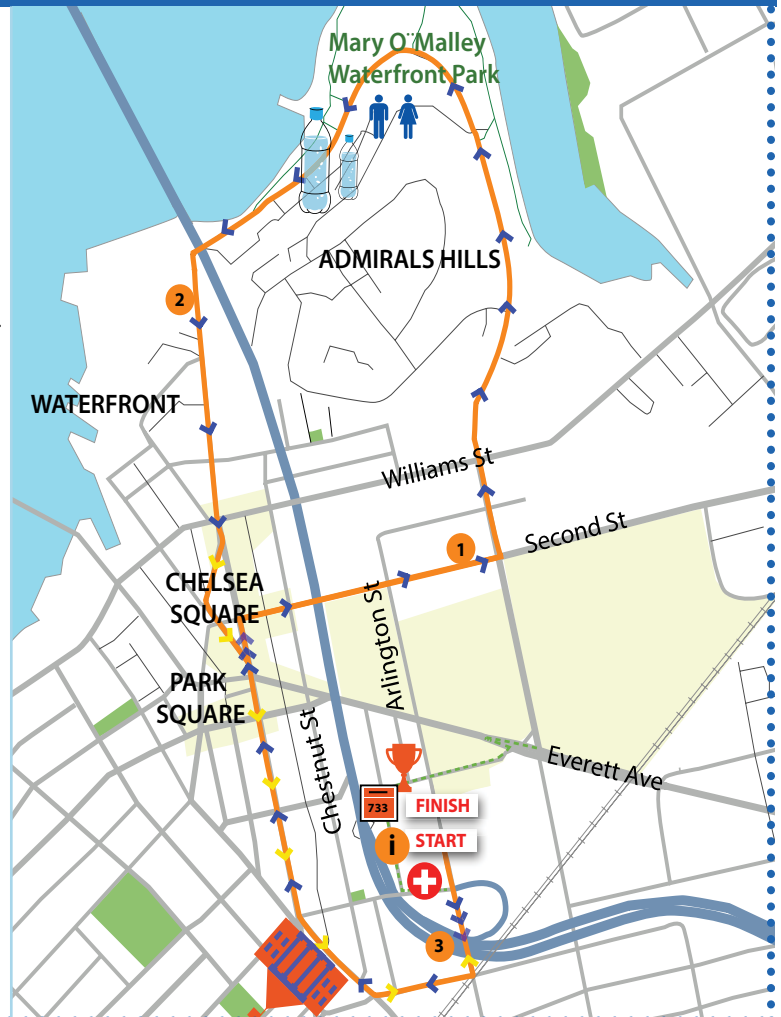 Mary O¨Malley
Waterfront Park
ADMIRALS HILLS
2
WATERFRONT
Williams St
Second St
1
CHELSEA
SQUARE
Arlington St
PARK
SQUARE
Chestnut St
Everett Ave
733
FINISH
i
START
3